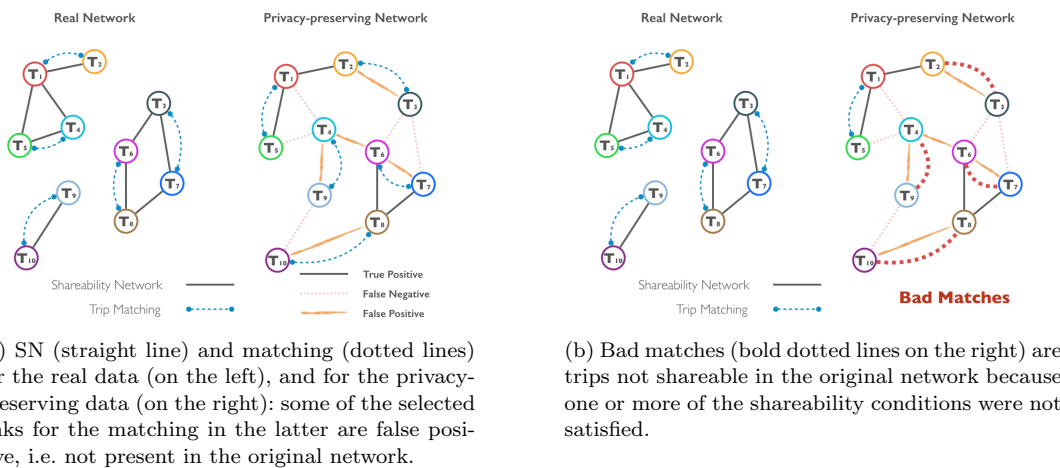 Real Network
Privacy-preserving Network
T1
T2
T3
T4
T5
T6
T7
T8
T9
T10
T1
T2
T3
T4
T5
T6
T7
T8
T9
T10
Shareability Network
Trip Matching
True Positive
False Negative
False Positive
) SN (straight line) and matching (dotted lines)
r the real data (on the left), and for the privacy-
eserving data (on the right): some of the selected
nks for the matching in the latter are false posi-
ve, i.e. not present in the original network.
Real Network
Privacy-preserving Network
T1
T2
T3
T4
T5
T6
T7
T8
T9
T10
T1
T2
T3
T4
T5
T6
T7
T8
T9
T10
Shareability Network
Trip Matching
Bad Matches
(b) Bad matches (bold dotted lines on the right) are
trips not shareable in the original network because
one or more of the shareability conditions were not
satisfied.